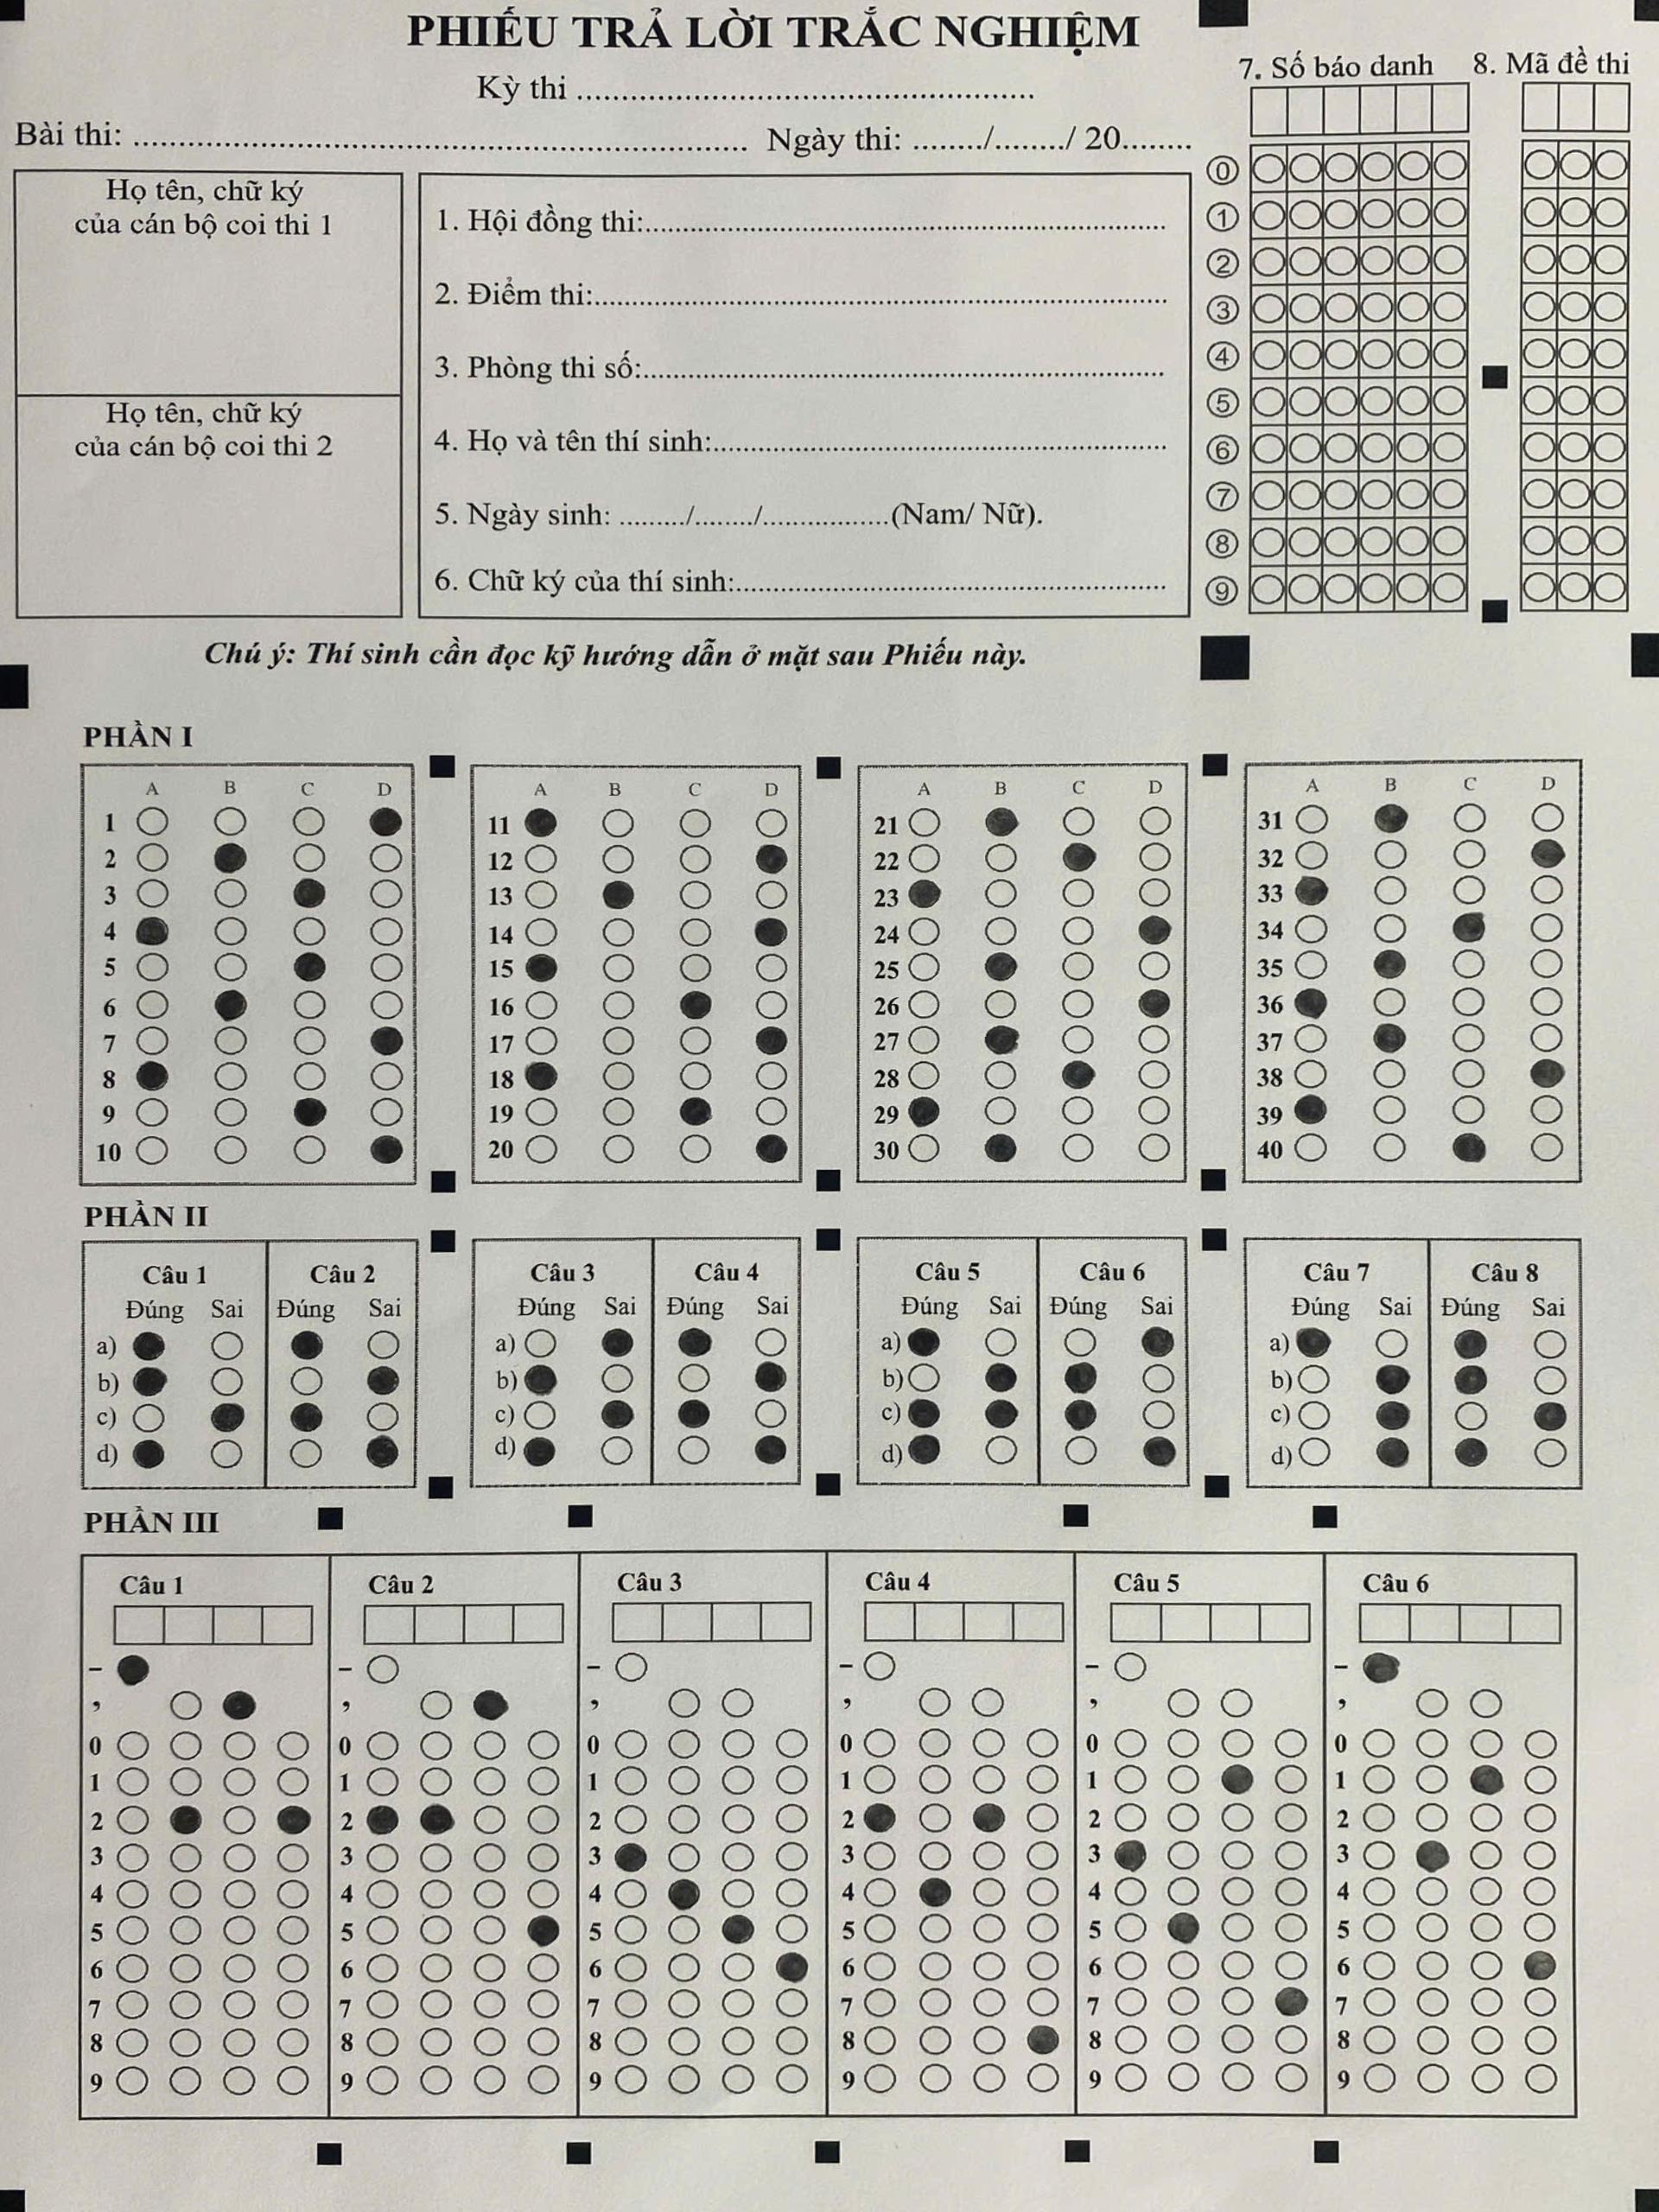 PHIẾU TRẢ LỜI TRẮC NGHIỆM
Kỳ thi ..................................................
Bài thi: .................................................................... Ngày thi: ......../......../ 20........
7. Số báo danh 8. Mã đề thi
0
1
2
3
4
5
6
7
8
9
Họ tên, chữ ký
của cán bộ coi thi 1
Họ tên, chữ ký
của cán bộ coi thi 2
1. Hội đồng thi:..........................................................
2. Điểm thi:...............................................................
3. Phòng thi số:..........................................................
4. Họ và tên thí sinh:..................................................
5. Ngày sinh: ........./......../................(Nam/ Nữ).
6. Chữ ký của thí sinh:................................................
Chú ý: Thí sinh cần đọc kỹ hướng dẫn ở mặt sau Phiếu này.
PHẦN I
A B C D A B C D A B C D A B C D
1 11 21 31
2 12 22 32
3 13 23 33
4 14 24 34
5 15 25 35
6 16 26 36
7 17 27 37
8 18 28 38
9 19 29 39
10 20 30 40
PHẦN II
Câu 1 Câu 2 Câu 3 Câu 4 Câu 5 Câu 6 Câu 7 Câu 8
Đúng Sai Đúng Sai Đúng Sai Đúng Sai Đúng Sai Đúng Sai Đúng Sai Đúng Sai
a) a) a) a)
b) b) b) b)
c) c) c) c)
d) d) d) d)
PHẦN III
Câu 1 Câu 2 Câu 3 Câu 4 Câu 5 Câu 6
– – – – – –
, , , , , ,
0 0 0 0 0 0
1 1 1 1 1 1
2 2 2 2 2 2
3 3 3 3 3 3
4 4 4 4 4 4
5 5 5 5 5 5
6 6 6 6 6 6
7 7 7 7 7 7
8 8 8 8 8 8
9 9 9 9 9 9